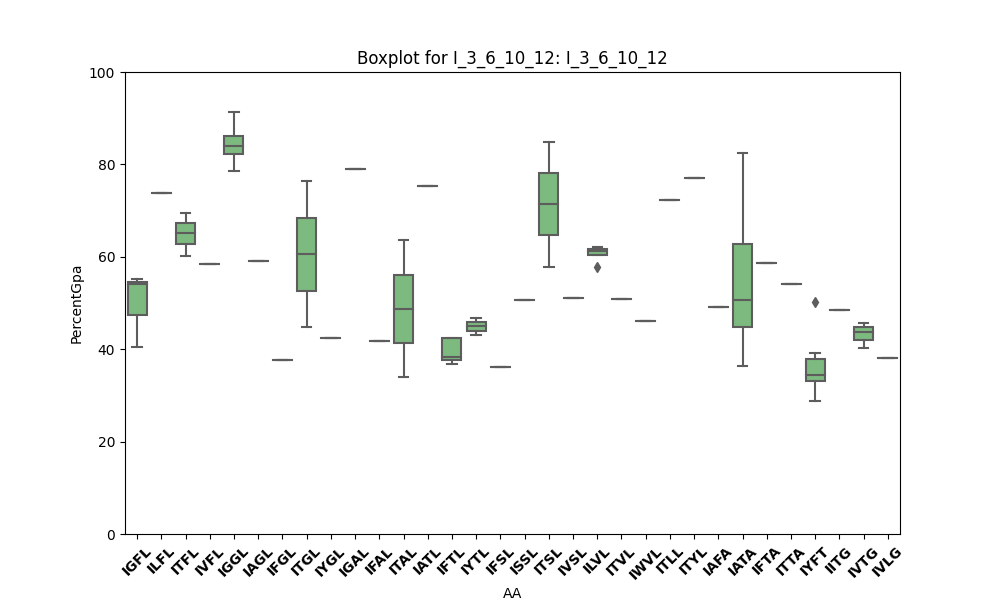 Boxplot for I_3_6_10_12: I_3_6_10_12
100
80
60
40
20
0
PercentGpa
IGFL ILFL ITFL IVFL IGGL IAGL IFGL ITGL IYGL IGAL IFAL ITAL IATL IFTL IYTL IFSL ISSL ITSL IVSL ILVL ITVL IWVL ITLL ITYL IAFA IATA IFTA ITTA IYFT IITG IVTG IVLG
AA